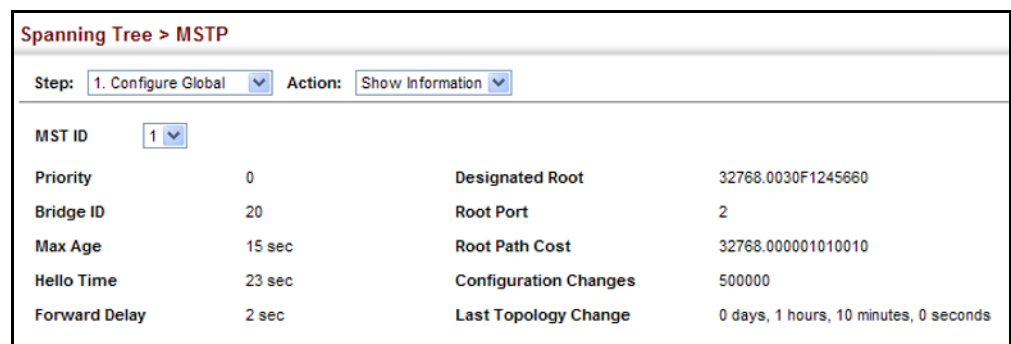 Spanning Tree > MSTP
Step: 1. Configure Global Action: Show Information
MST ID 1
Priority 0 Designated Root 32768.0030F1245660
Bridge ID 20 Root Port 2
Max Age 15 sec Root Path Cost 32768.000001010010
Hello Time 23 sec Configuration Changes 500000
Forward Delay 2 sec Last Topology Change 0 days, 1 hours, 10 minutes, 0 seconds